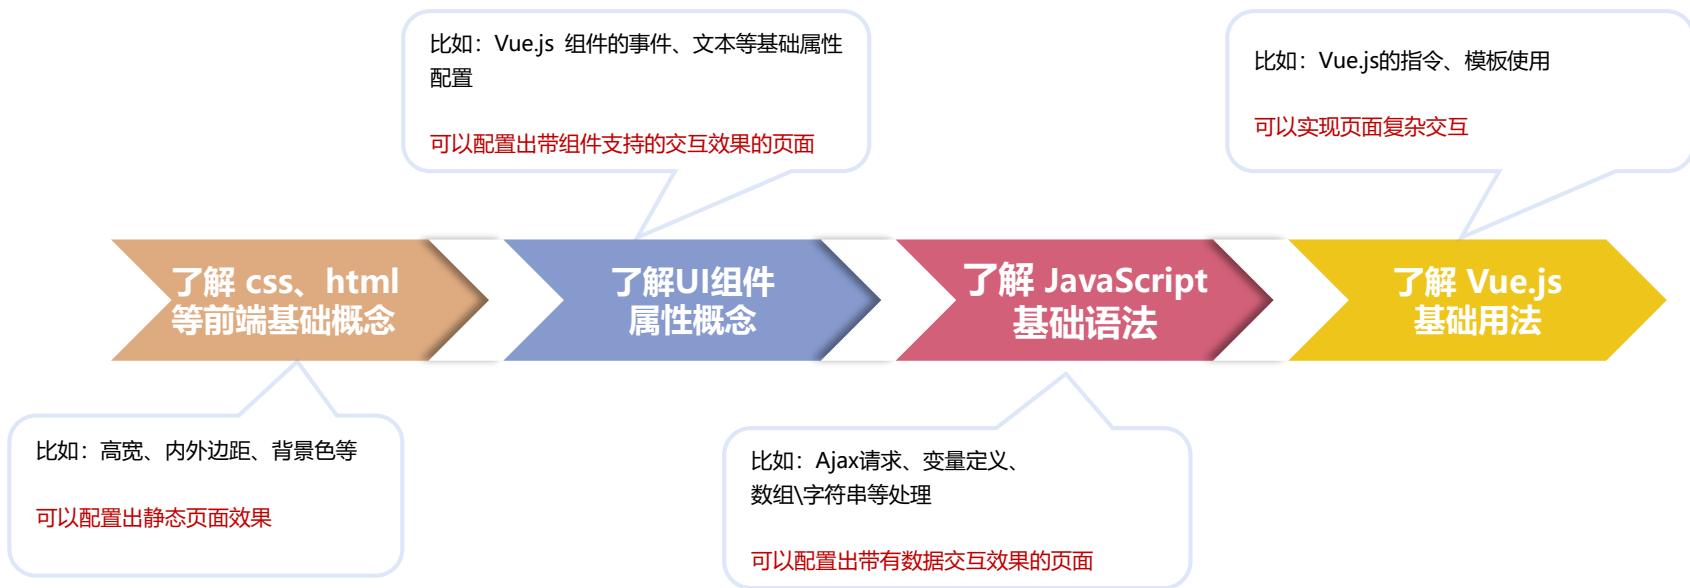 比如：Vue.js 组件的事件、文本等基础属性
配置
可以配置出带组件支持的交互效果的页面
比如：Vue.js的指令、模板使用
可以实现页面复杂交互
了解 css、html
等前端基础概念
了解UI组件
属性概念
了解 JavaScript
基础语法
了解 Vue.js
基础用法
比如：高宽、内外边距、背景色等
可以配置出静态页面效果
比如：Ajax请求、变量定义、
数组\字符串等处理
可以配置出带有数据交互效果的页面